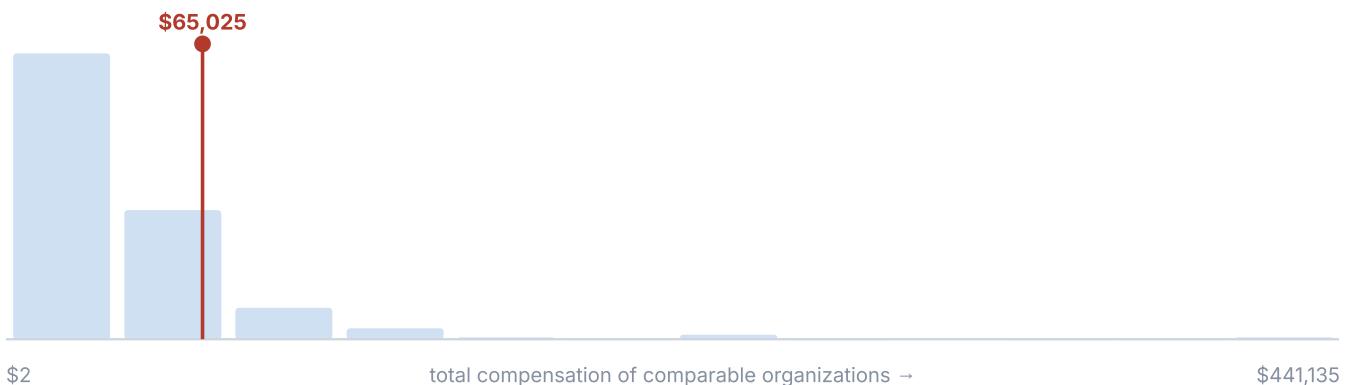 $65,025
$2 total compensation of comparable organizations → $441,135